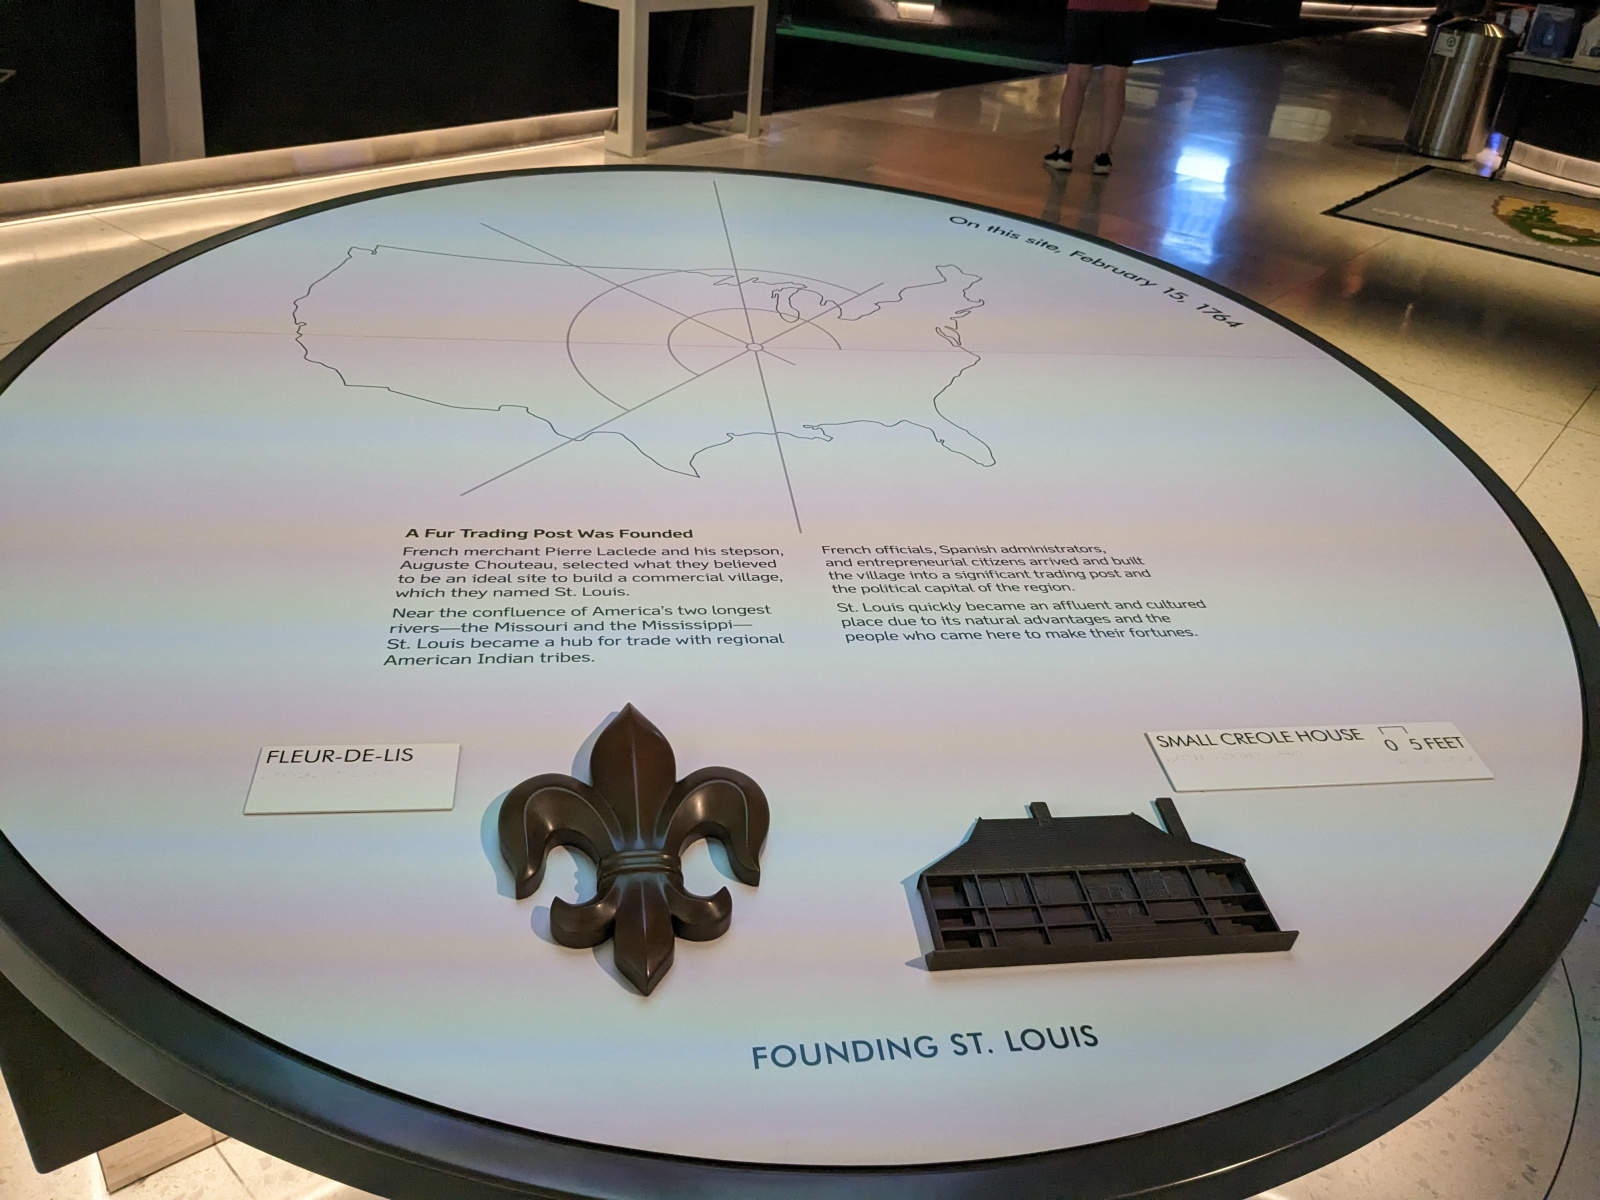 On this site, February 15, 1764
A Fur Trading Post Was Founded
French merchant Pierre Laclede and his stepson,
Auguste Chouteau, selected what they believed
to be an ideal site to build a commercial village,
which they named St. Louis.
Near the confluence of America's two longest
rivers—the Missouri and the Mississippi—
St. Louis became a hub for trade with regional
American Indian tribes.
French officials, Spanish administrators,
and entrepreneurial citizens arrived and built
the village into a significant trading post and
the political capital of the region.
St. Louis quickly became an affluent and cultured
place due to its natural advantages and the
people who came here to make their fortunes.
FLEUR-DE-LIS
SMALL CREOLE HOUSE 0 5 FEET
FOUNDING ST. LOUIS
GATEWAY ARCH